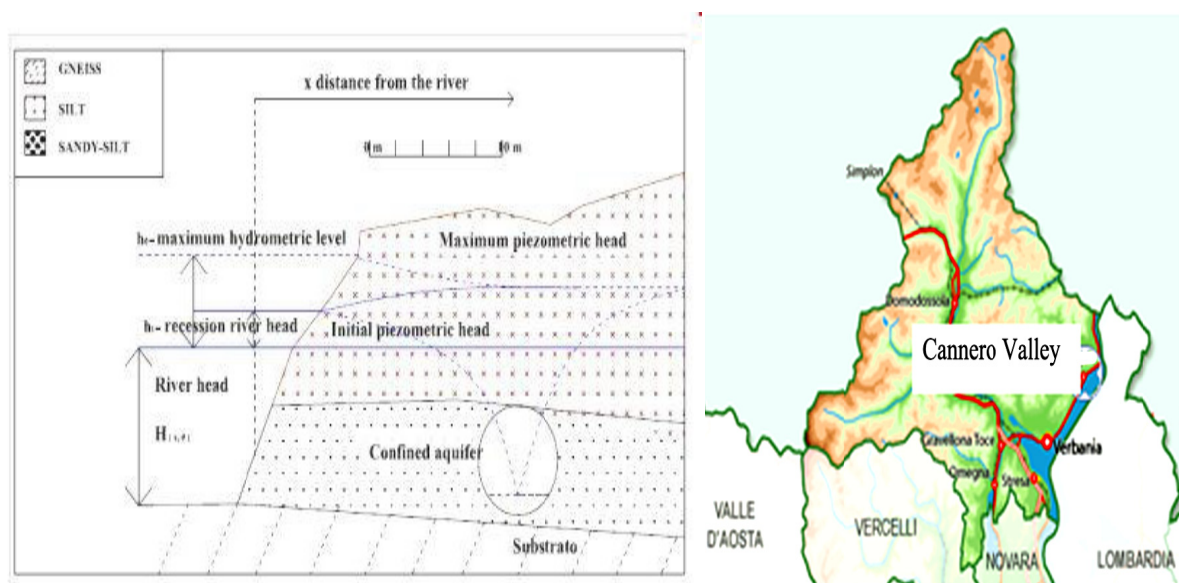 GNEISS
SILT
SANDY-SILT
x distance from the river
0 m
h₀- maximum hydrometric level
Maximum piezometric head
- recession river head
Initial piezometric head
River head
Confined aquifer
Substrato
Simplon
Domodossola
Cannero Valley
Gravellona Toce
Verbania
Omegna
Stresa
VALLE
D'AOSTA
VERCELLI
NOVARA
LOMBARDIA